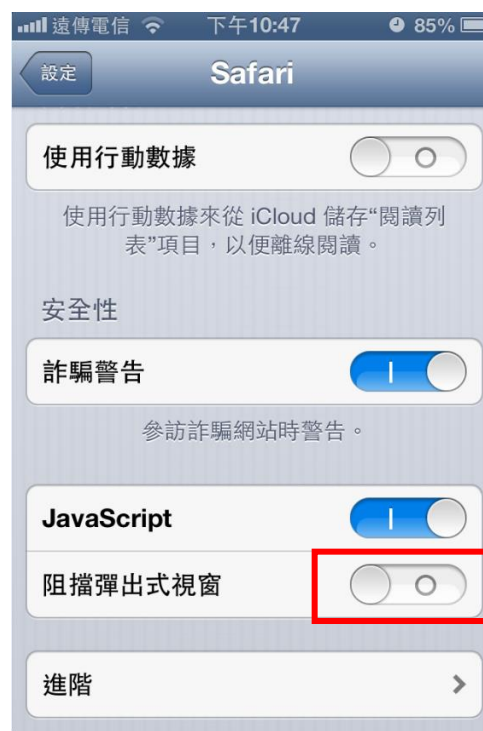 遠傳電信 下午10:47 85%
設定 Safari
使用行動數據
使用行動數據來從 iCloud 儲存“閱讀列
表”項目，以便離線閱讀。
安全性
詐騙警告
參訪詐騙網站時警告。
JavaScript
阻擋彈出式視窗
進階